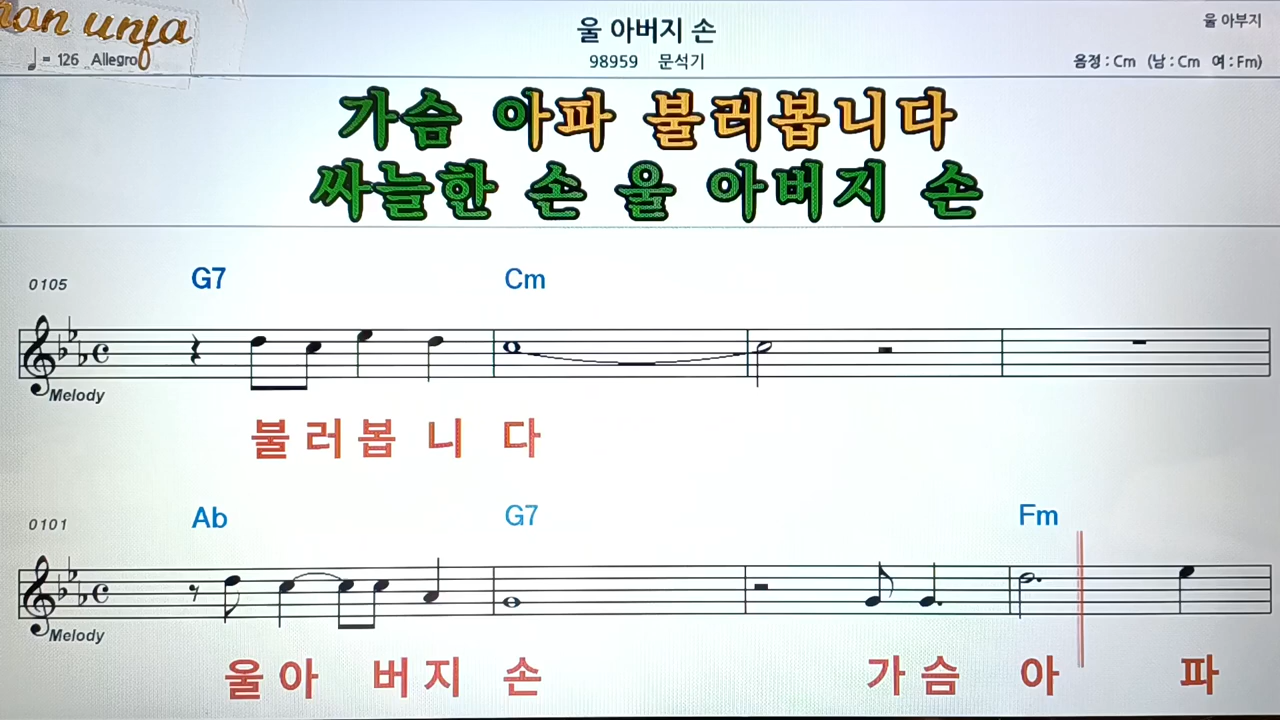 an unja
울 아버지 손
울 아부지
♩ = 126 Allegro
98959 문석기
음정 : Cm (남 : Cm 여 : Fm)
가슴 아파 불러봅니다
싸늘한 손 울 아버지 손
0105 G7 Cm
Melody
불 러 봅 니 다
0101 Ab G7 Fm
Melody
울 아 버 지 손 가 슴 아 파